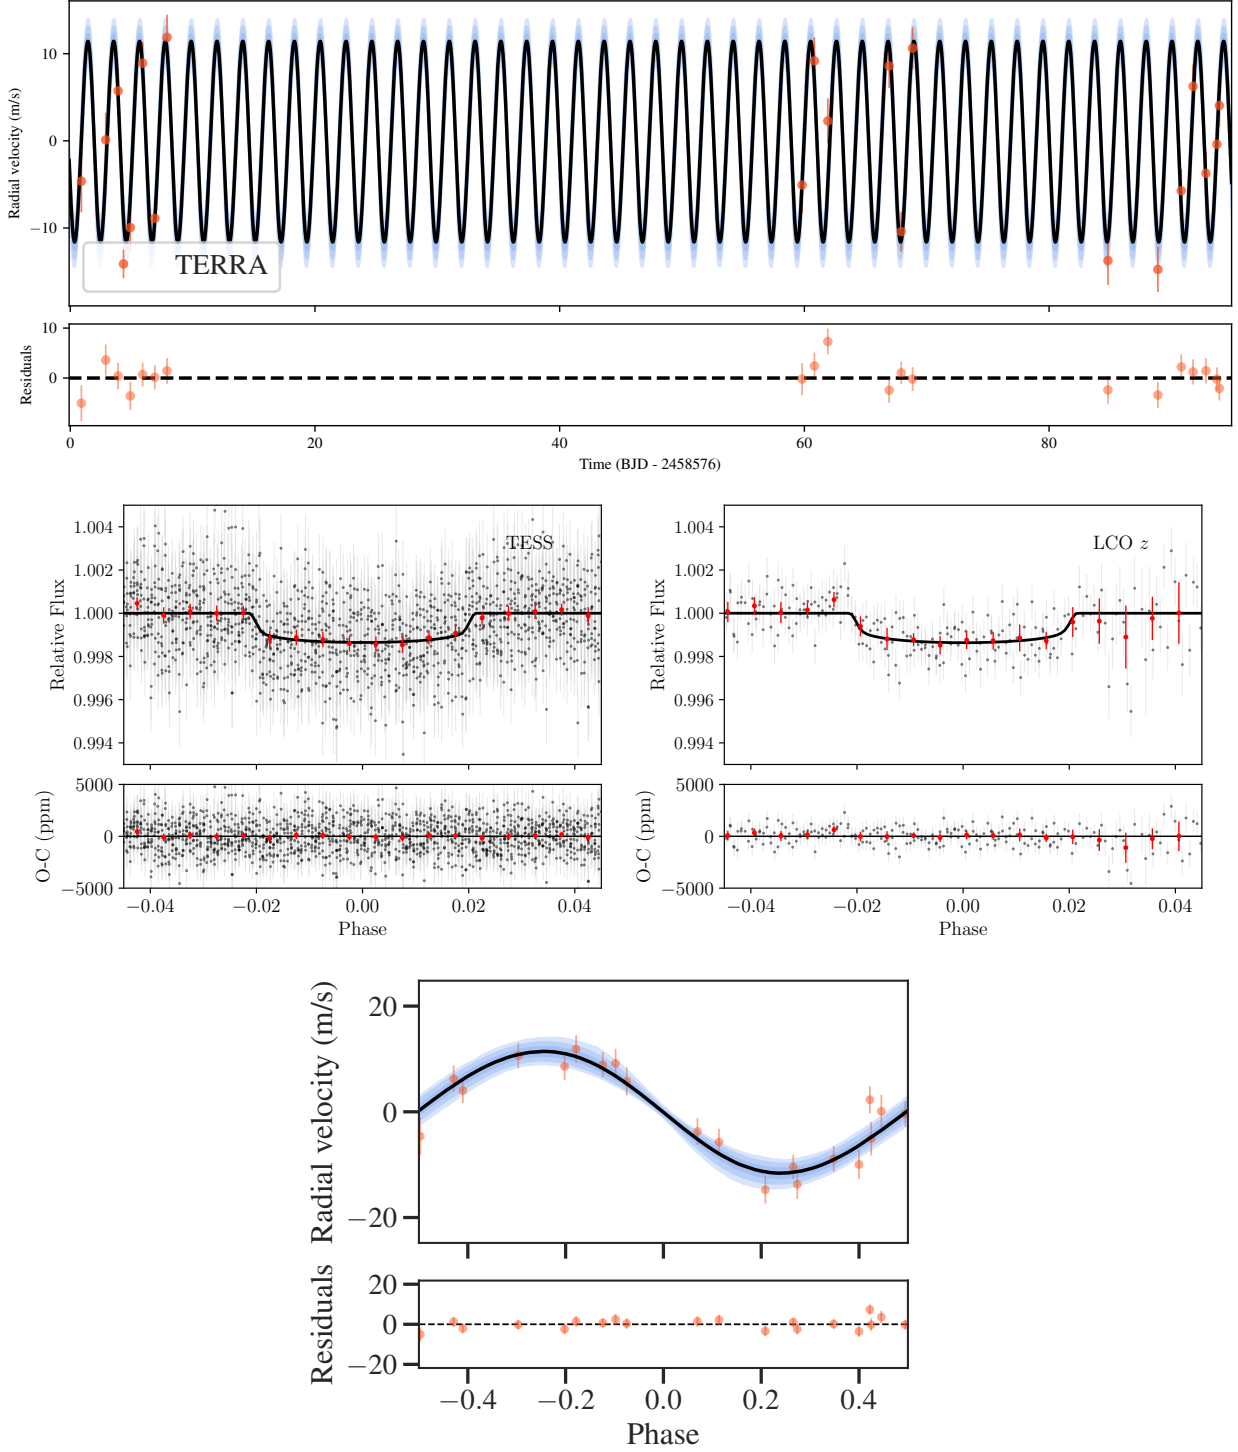 10
0
−10
Radial velocity (m/s)
TERRA
10
0
Residuals
0 20 40 60 80
Time (BJD - 2458576)
1.004
1.002
1.000
0.998
0.996
0.994
Relative Flux
TESS
5000
0
−5000
O-C (ppm)
−0.04 −0.02 0.00 0.02 0.04
Phase
1.004
1.002
1.000
0.998
0.996
0.994
Relative Flux
LCO z
5000
0
−5000
O-C (ppm)
−0.04 −0.02 0.00 0.02 0.04
Phase
20
0
−20
Radial velocity (m/s)
20
0
−20
Residuals
−0.4 −0.2 0.0 0.2 0.4
Phase